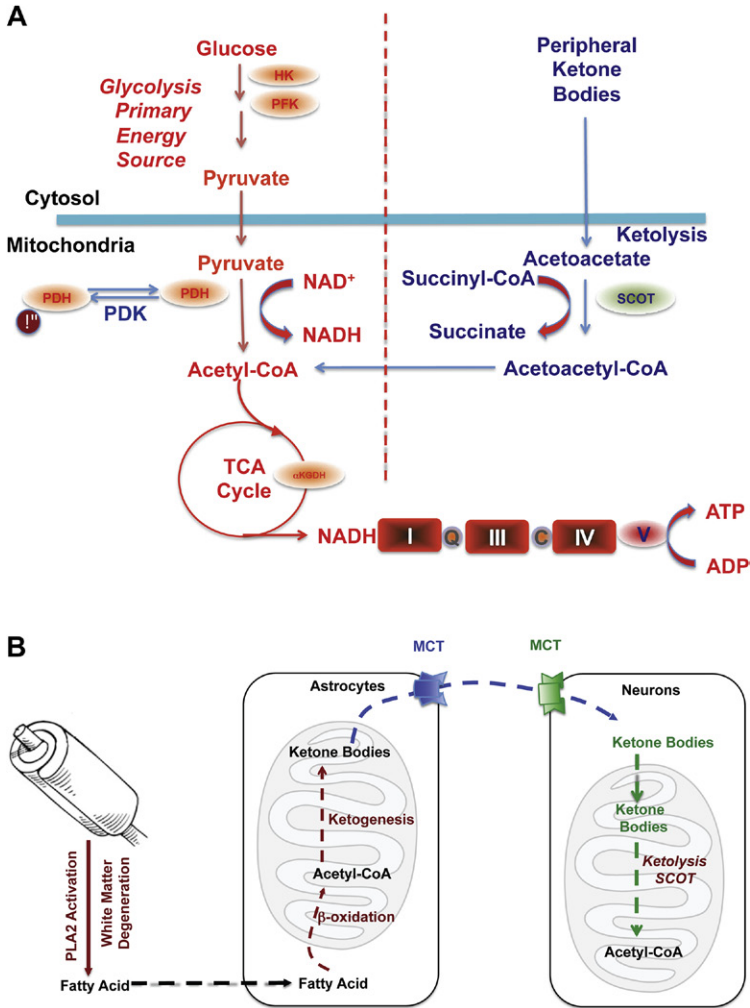 A
Glucose
HK
PFK
Glycolysis
Primary
Energy
Source
Pyruvate
Peripheral
Ketone
Bodies
Cytosol
Mitochondria
Ketolysis
Pyruvate
PDH
PDH
PDK
!"
NAD+
NADH
Acetyl-CoA
Acetoacetate
Succinyl-CoA
SCOT
Succinate
Acetoacetyl-CoA
TCA
Cycle
αKGDH
NADH
I
Q
III
C
IV
V
ATP
ADP
B
MCT
MCT
Astrocytes
Neurons
Ketone Bodies
Ketogenesis
Acetyl-CoA
β-oxidation
Fatty Acid
PLA2 Activation
White Matter
Degeneration
Fatty Acid
Ketone Bodies
Ketone
Bodies
Ketolysis
SCOT
Acetyl-CoA